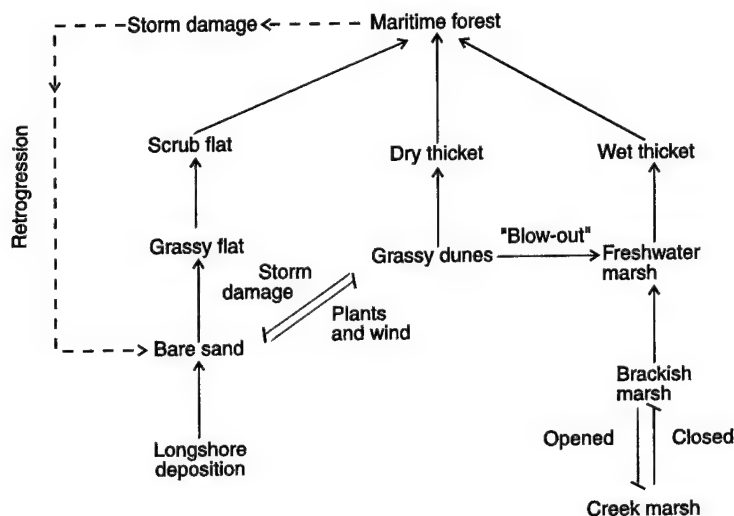 Storm damage
Maritime forest
Retrogression
Scrub flat
Dry thicket
Wet thicket
Grassy flat
Storm
damage
Grassy dunes
"Blow-out"
Freshwater
marsh
Plants
and wind
Bare sand
Brackish
marsh
Longshore
deposition
Opened
Closed
Creek marsh